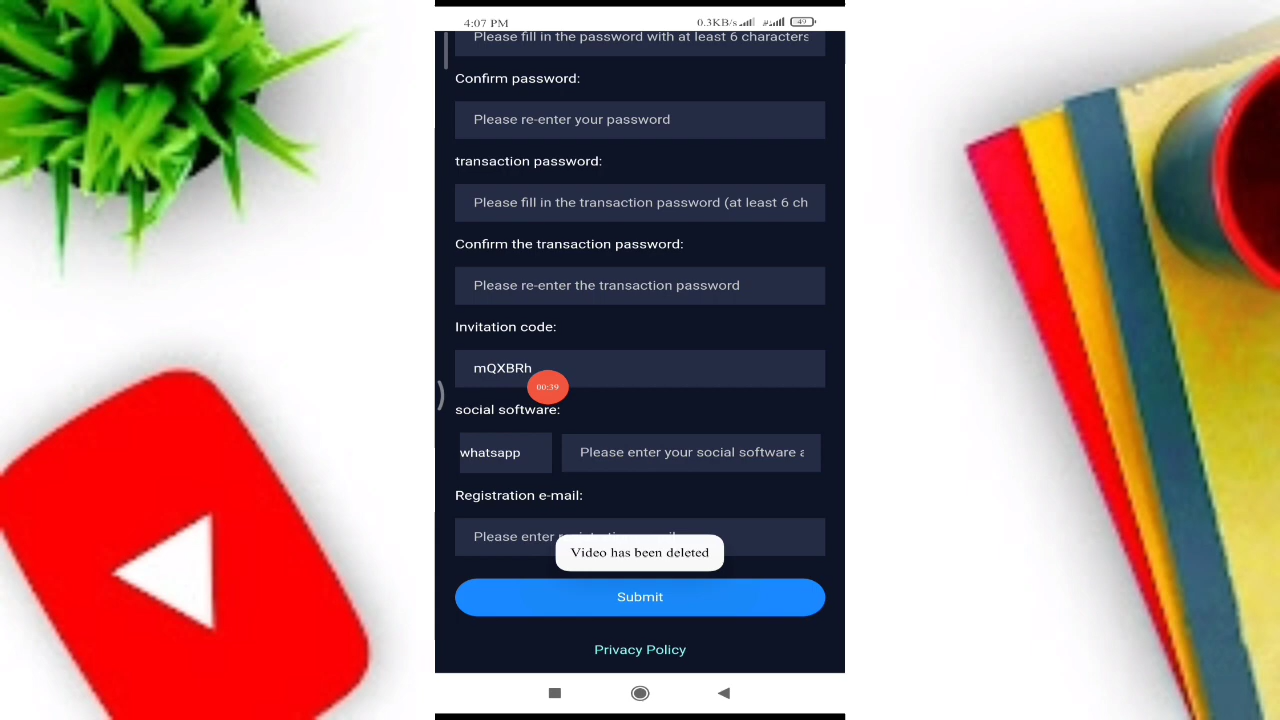 4:07 PM 0.3KB/s 49
Please fill in the password with at least 6 characters
Confirm password:
Please re-enter your password
transaction password:
Please fill in the transaction password (at least 6 ch
Confirm the transaction password:
Please re-enter the transaction password
Invitation code:
mQXBRh
00:39
social software:
whatsapp Please enter your social software a
Registration e-mail:
Please enter
Video has been deleted
Submit
Privacy Policy